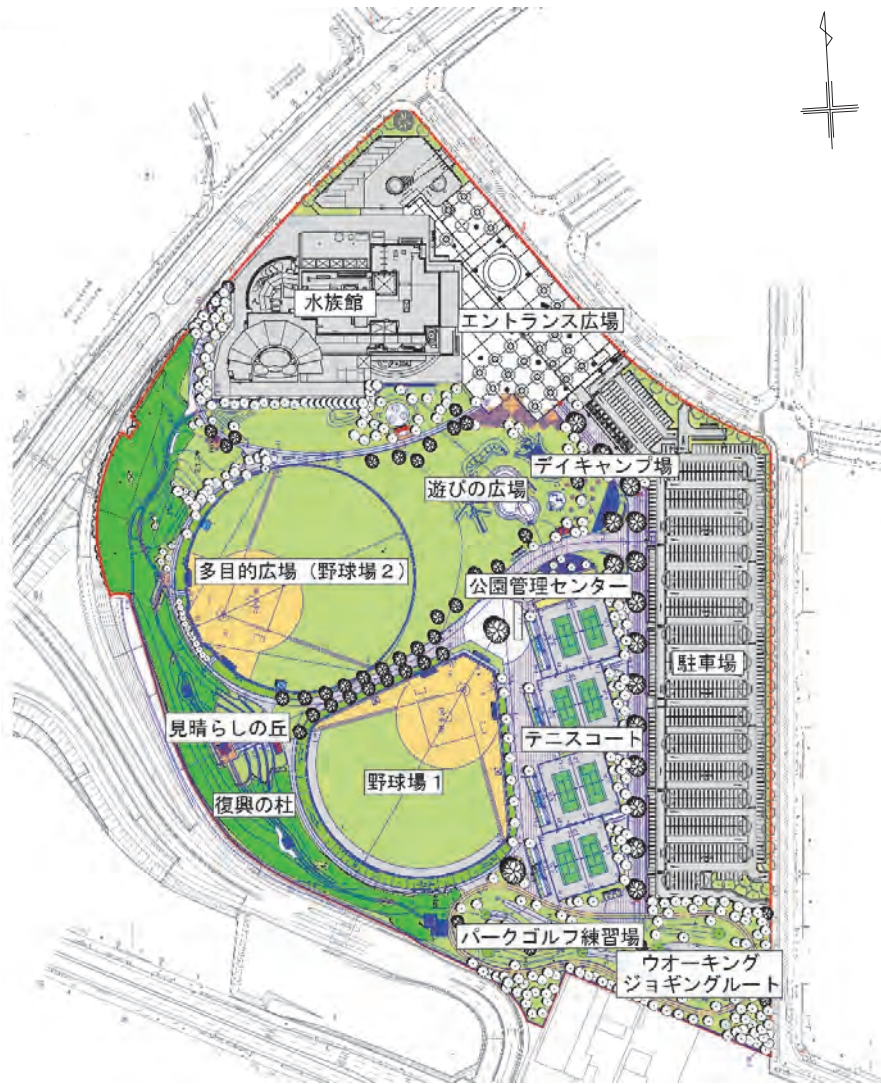 水族館
エントランス広場
デイキャンプ場
遊びの広場
多目的広場（野球場２）
公園管理センター
駐車場
見晴らしの丘
テニスコート
野球場１
復興の杜
パークゴルフ練習場
ウオーキング
ジョギングルート